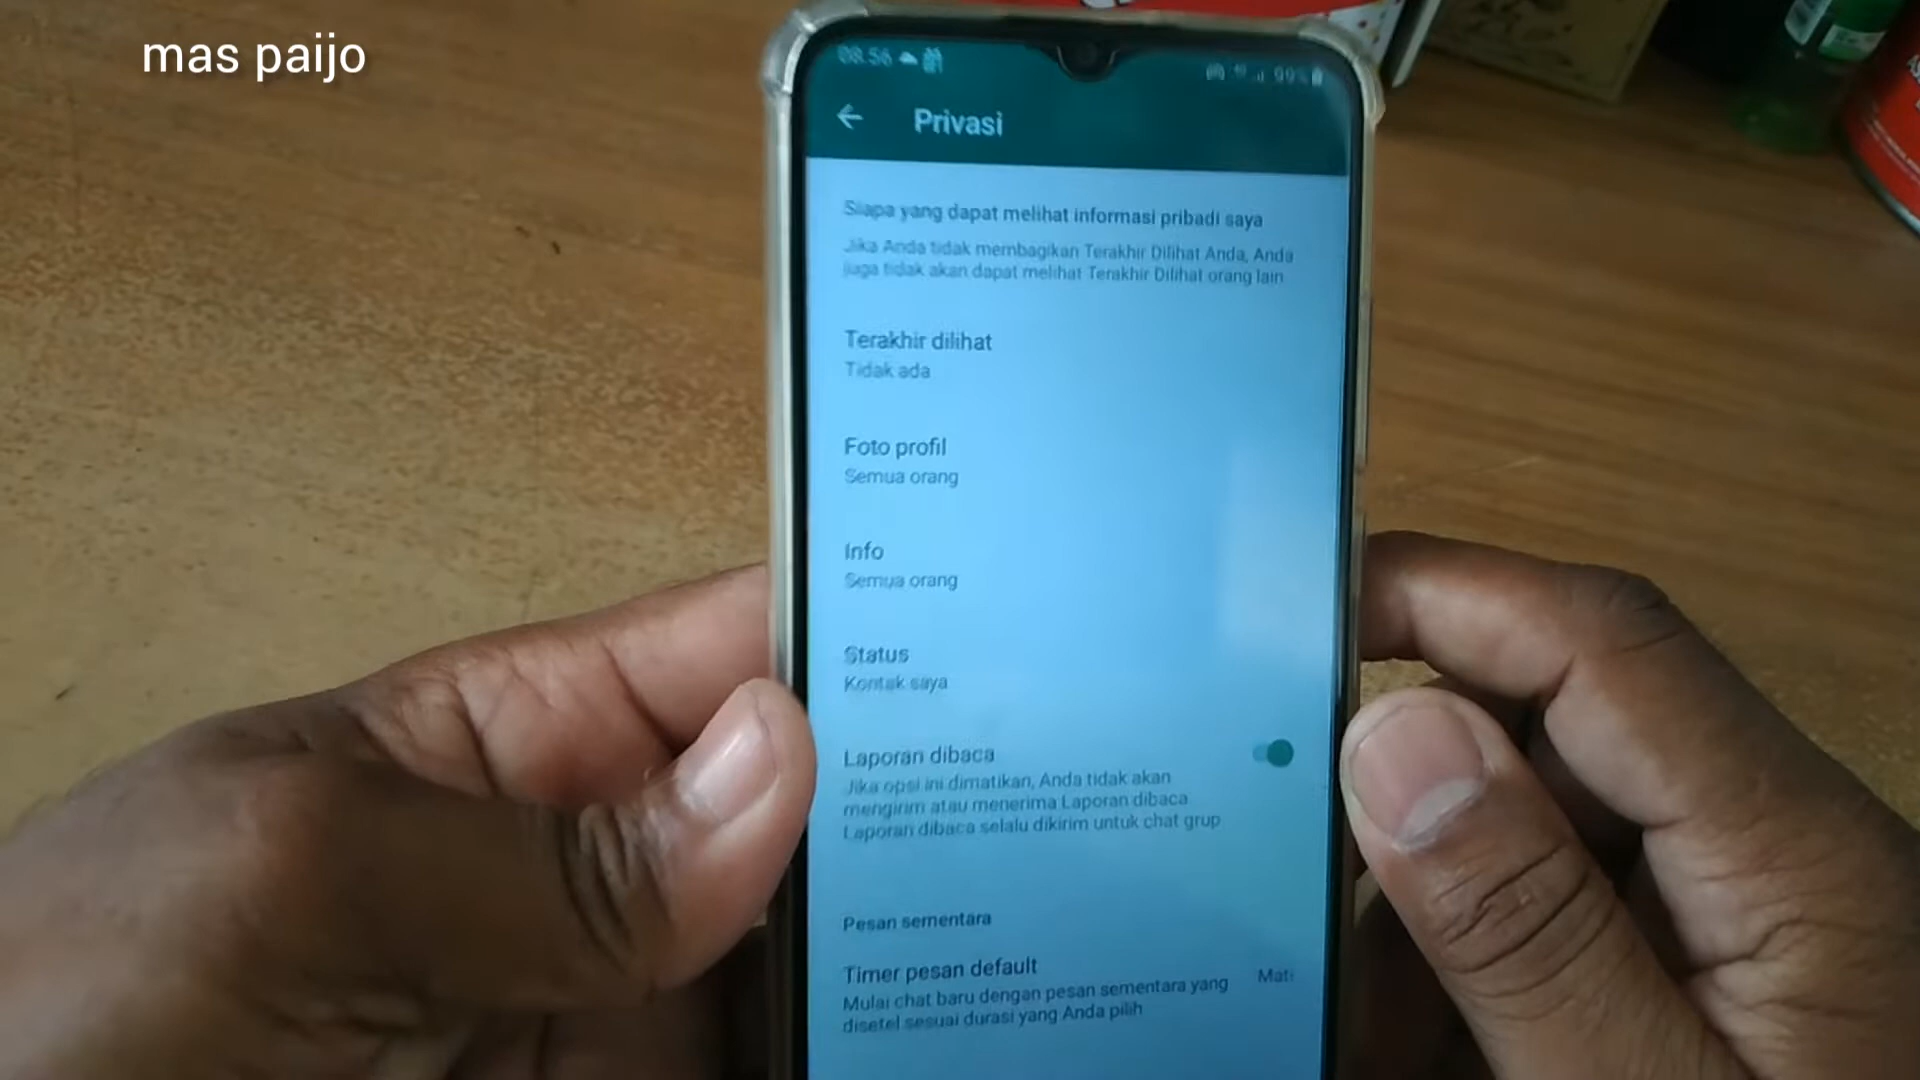 mas paijo
08.56
99%
Privasi
Siapa yang dapat melihat informasi pribadi saya
Jika Anda tidak membagikan Terakhir Dilihat Anda, Anda
juga tidak akan dapat melihat Terakhir Dilihat orang lain
Terakhir dilihat
Tidak ada
Foto profil
Semua orang
Info
Semua orang
Status
Kontak saya
Laporan dibaca
Jika opsi ini dimatikan, Anda tidak akan
mengirim atau menerima Laporan dibaca
Laporan dibaca selalu dikirim untuk chat grup
Pesan sementara
Timer pesan default
Mati
Mulai chat baru dengan pesan sementara yang
disetel sesuai durasi yang Anda pilih